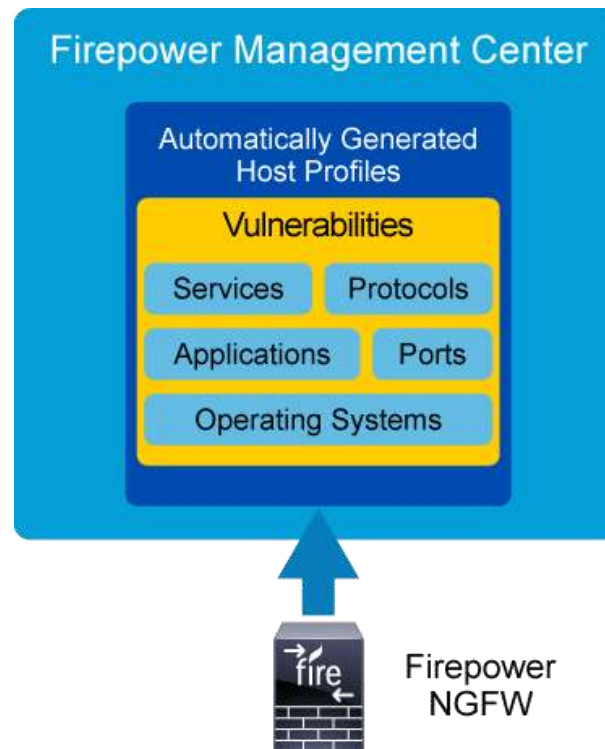 Firepower Management Center
Automatically Generated
Host Profiles
Vulnerabilities
Services
Protocols
Applications
Ports
Operating Systems
fire
Firepower
NGFW